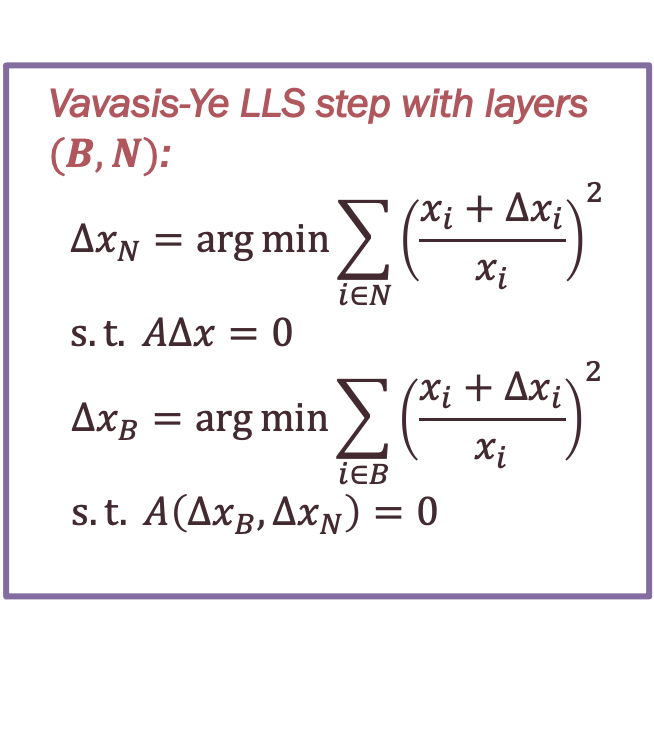 Vavasis-Ye LLS step with layers
(B, N):
Δx_N = arg min ∑_{i∈N} ((x_i + Δx_i)/x_i)^2
s.t. AΔx = 0
Δx_B = arg min ∑_{i∈B} ((x_i + Δx_i)/x_i)^2
s.t. A(Δx_B, Δx_N) = 0